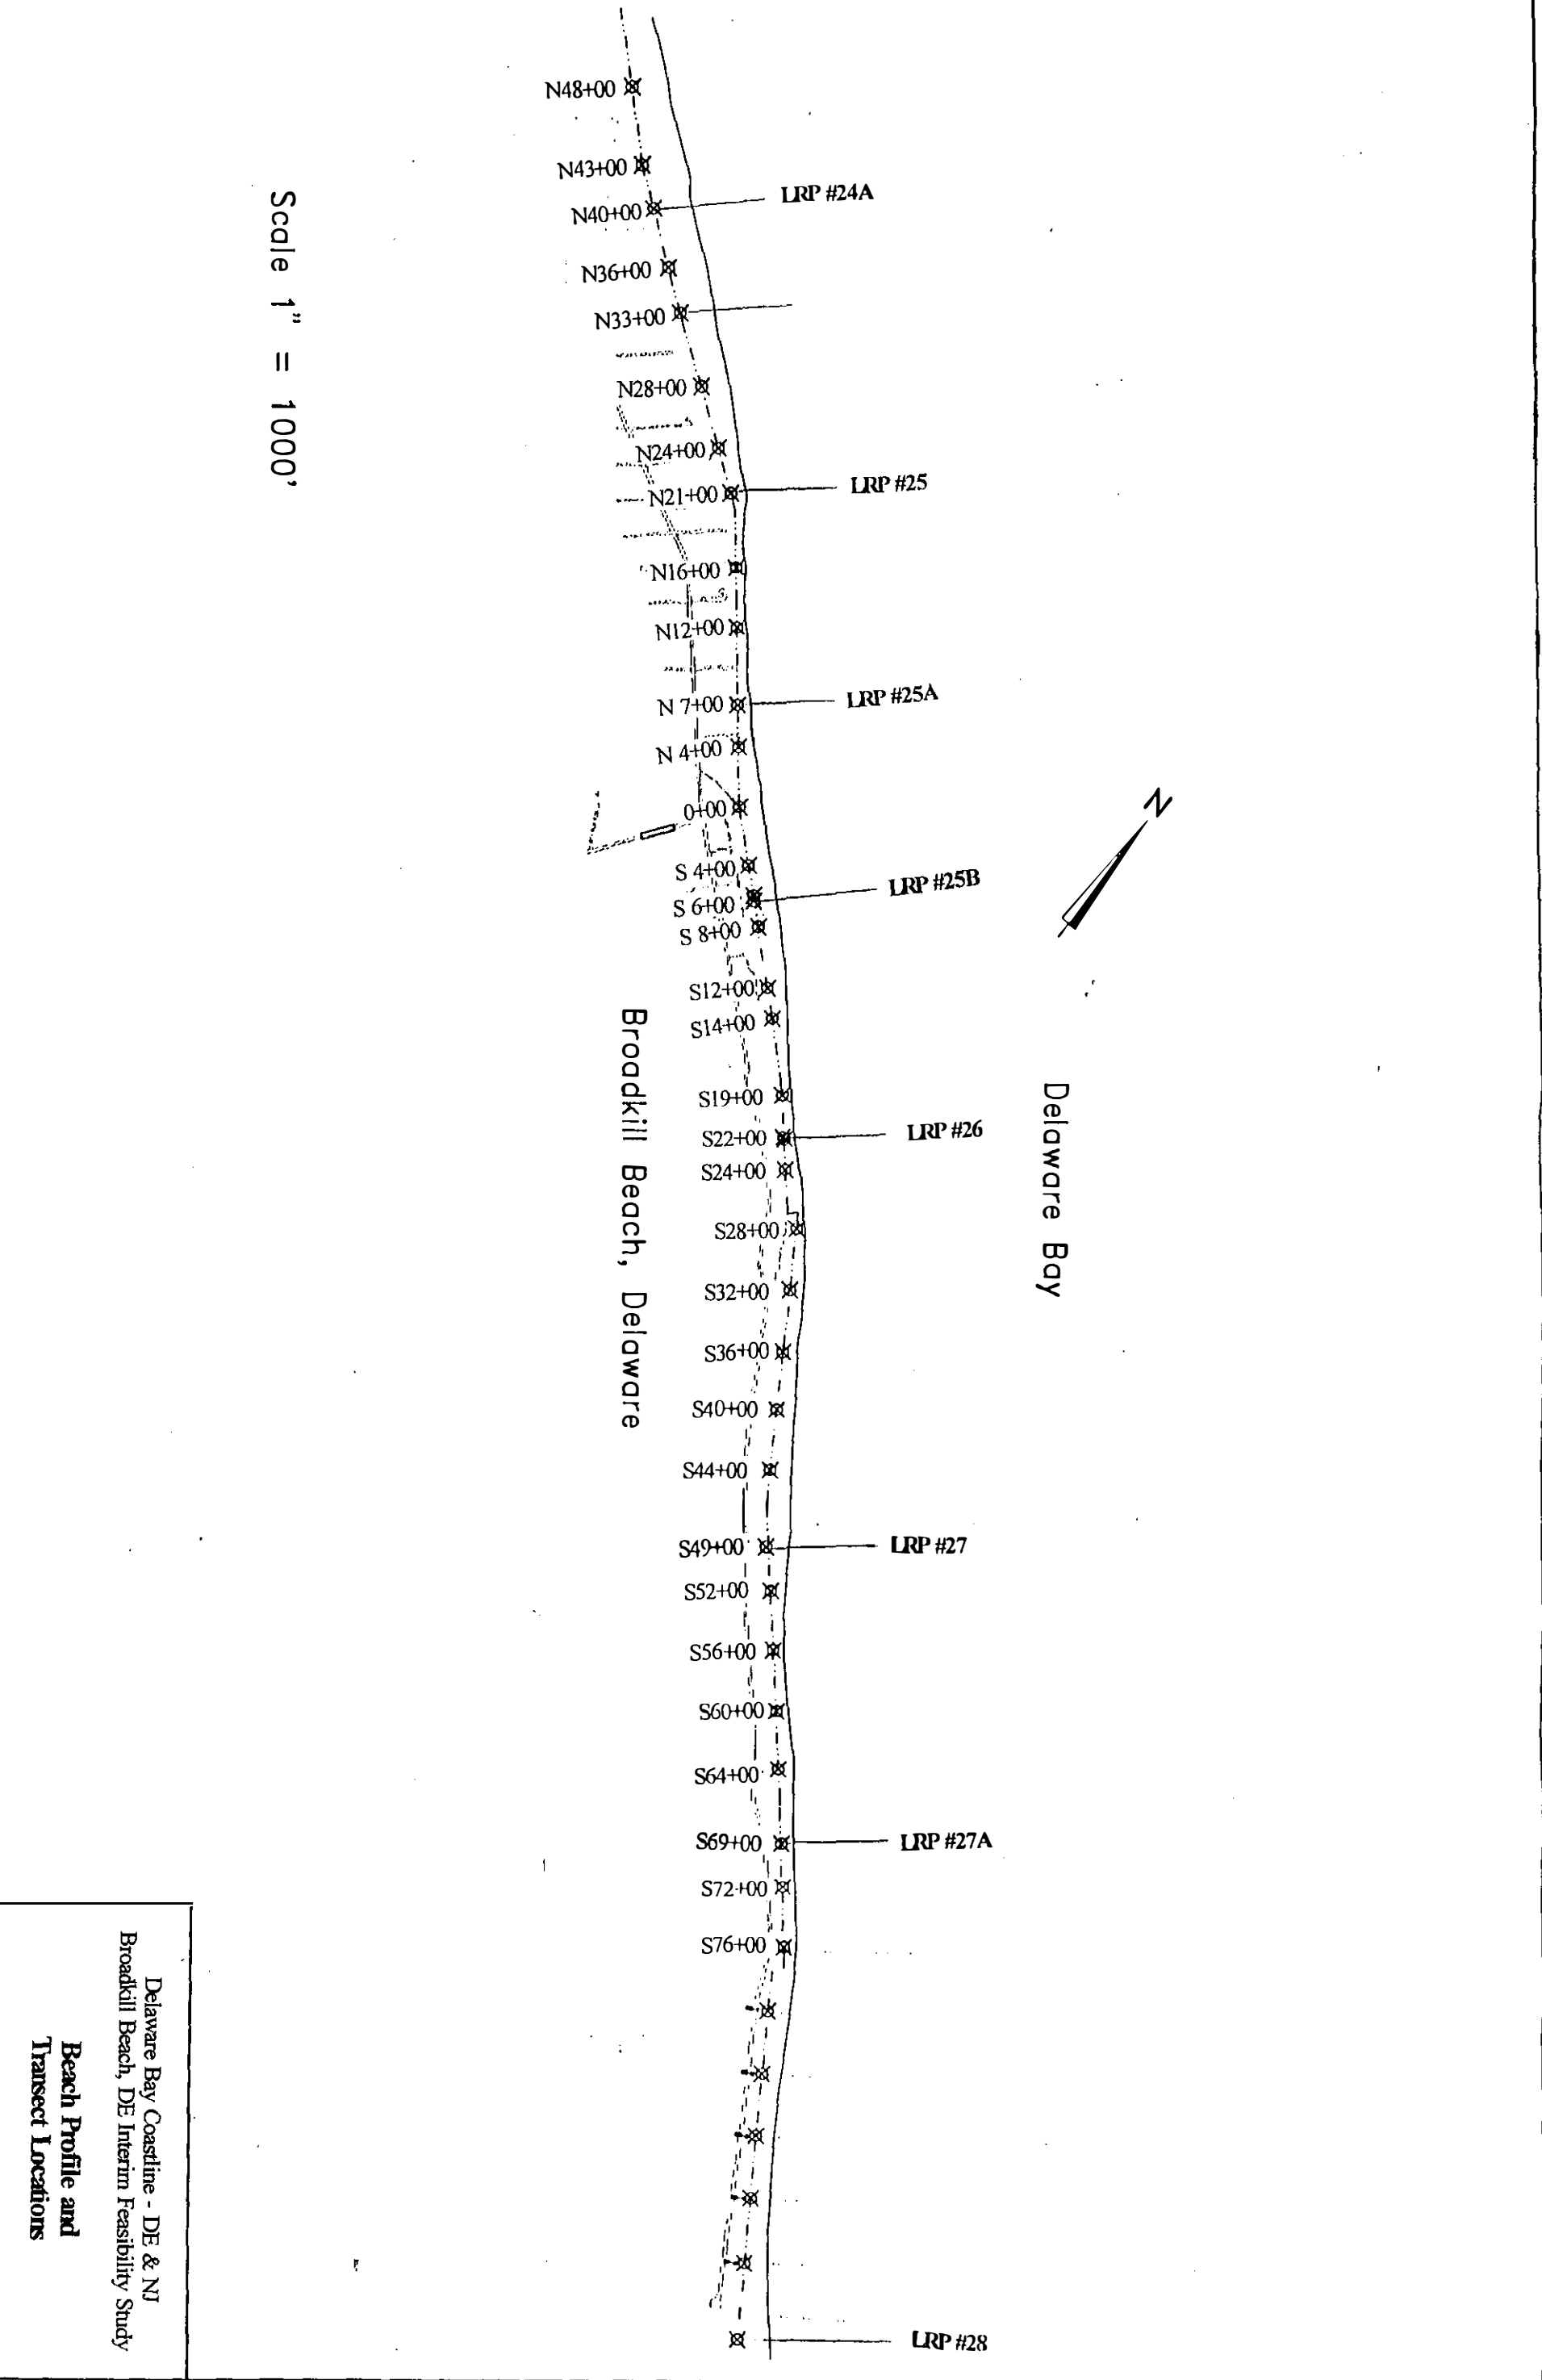 N48+00
N43+00
N40+00
LRP #24A
N36+00
N33+00
N28+00
N24+00
N21+00
LRP #25
N16+00
N12+00
N 7+00
LRP #25A
N 4+00
0+00
S 4+00
S 6+00
LRP #25B
S 8+00
S12+00
S14+00
S19+00
S22+00
LRP #26
S24+00
S28+00
S32+00
S36+00
S40+00
S44+00
S49+00
LRP #27
S52+00
S56+00
S60+00
S64+00
S69+00
LRP #27A
S72+00
S76+00
LRP #28
N
Delaware Bay
Broadkill Beach, Delaware
Scale 1" = 1000'
Delaware Bay Coastline - DE & NJ
Broadkill Beach, DE Interim Feasibility Study
Beach Profile and
Transect Locations